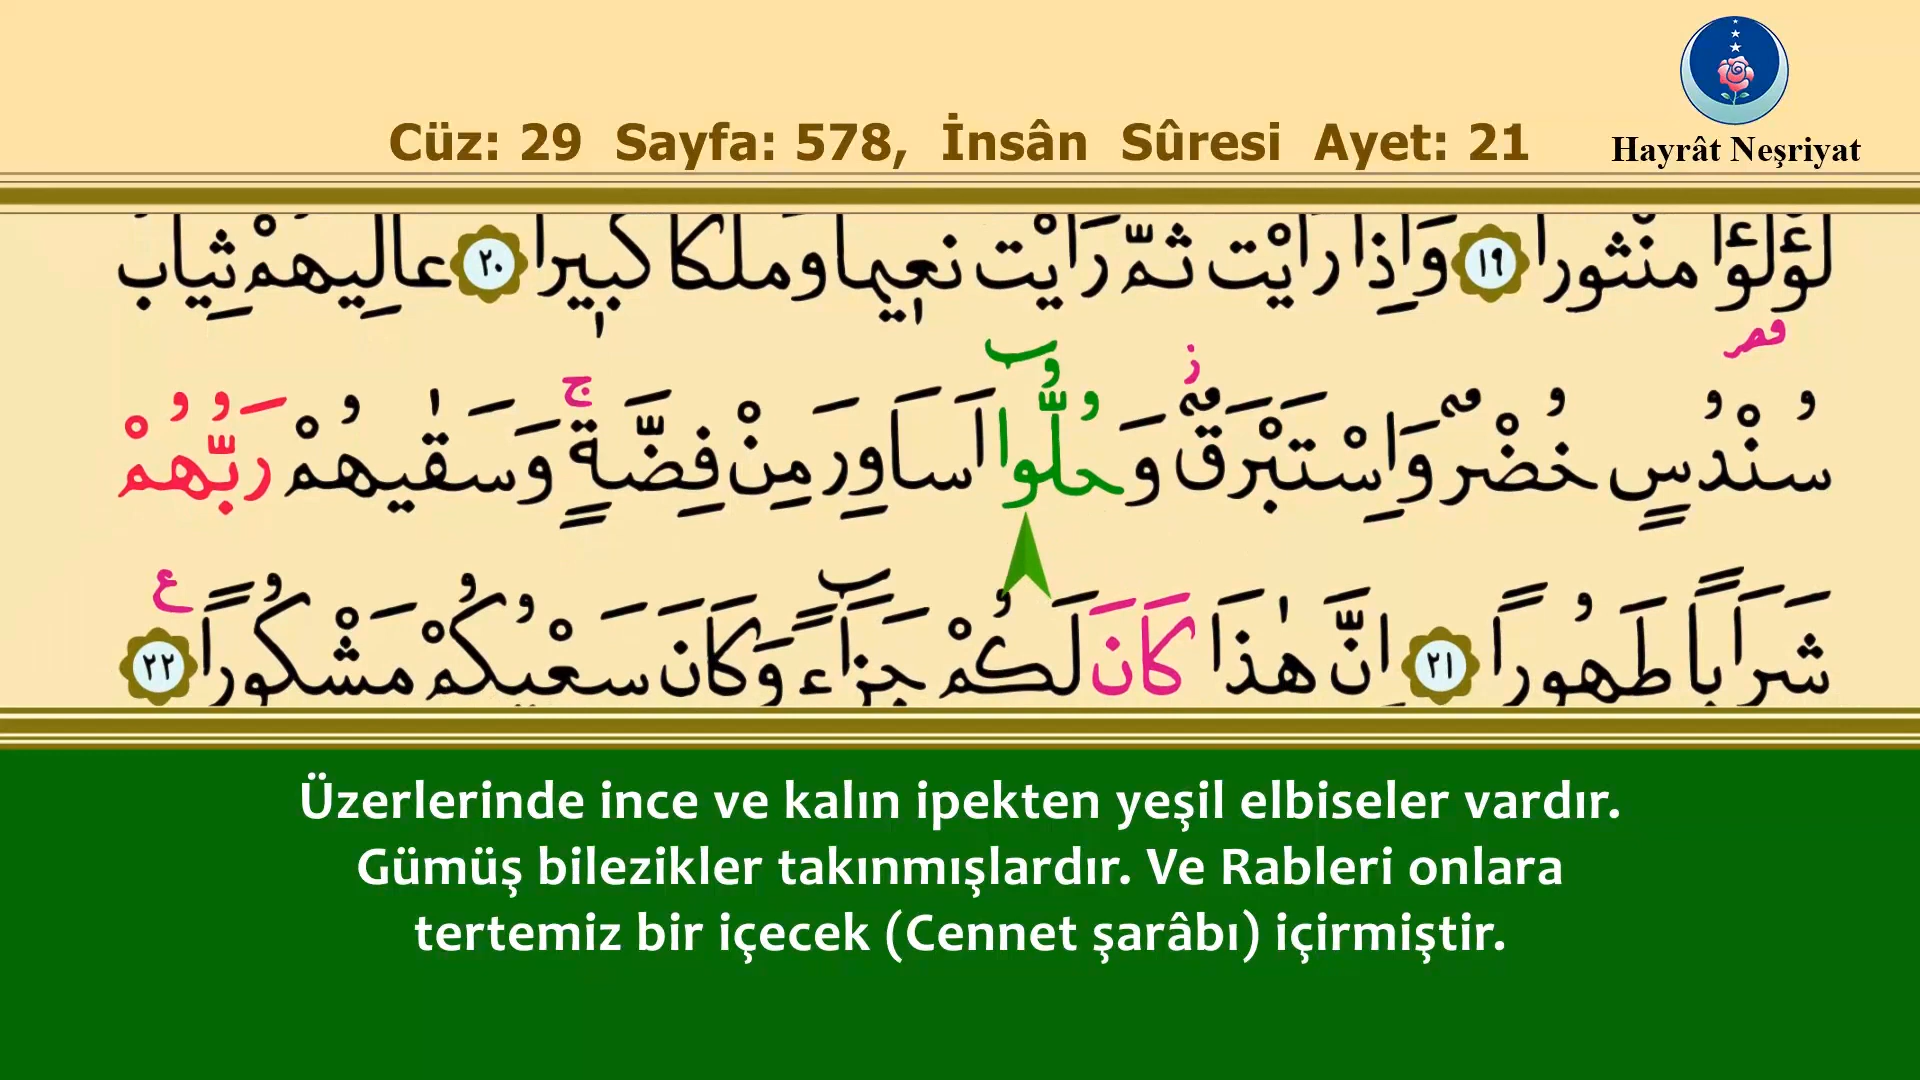 Cüz: 29 Sayfa: 578, İnsân Sûresi Ayet: 21
Hayrât Neşriyat
لُؤْلُؤًا مَنْثُورًا ﴿١٩﴾ وَاِذَا رَاَيْتَ ثَمَّ رَاَيْتَ نَعٖيمًا وَمُلْكًا كَبٖيرًا ﴿٢٠﴾ عَالِيَهُمْ ثِيَابُ
سُنْدُسٍ خُضْرٌ وَاِسْتَبْرَقٌ وَحُلُّوا اَسَاوِرَ مِنْ فِضَّةٍ وَسَقٰيهُمْ رَبُّهُمْ
شَرَابًا طَهُورًا ﴿٢١﴾ اِنَّ هٰذَا كَانَ لَكُمْ جَزَاءً وَكَانَ سَعْيُكُمْ مَشْكُورًا ﴿٢٢﴾
Üzerlerinde ince ve kalın ipekten yeşil elbiseler vardır.
Gümüş bilezikler takınmışlardır. Ve Rableri onlara
tertemiz bir içecek (Cennet şarâbı) içirmiştir.